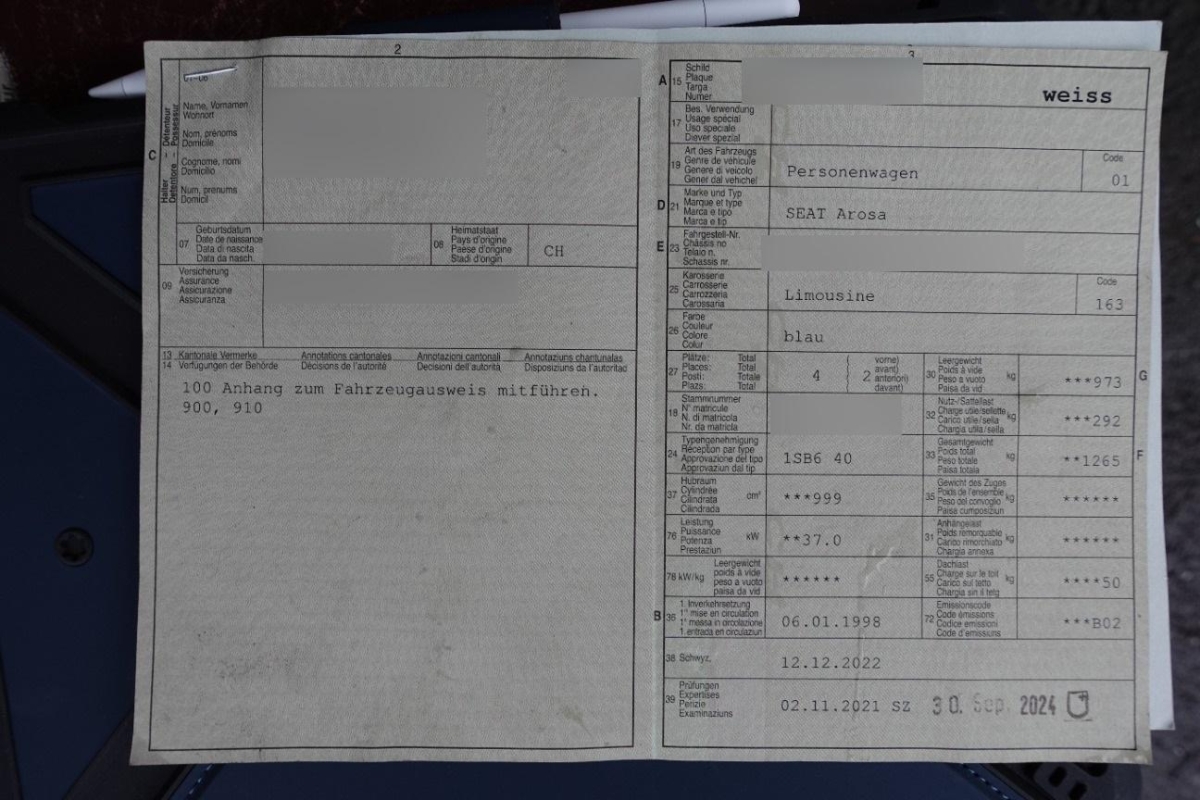 2
01-06
C
Halter – Détenteur
Detentore – Possessur
Name, Vornamen
Wohnort
Nom, prénoms
Domicile
Cognome, nomi
Domicilio
Num, prenums
Domicil
07
Geburtsdatum
Date de naissance
Data di nascita
Data da nasch.
08
Heimatstaat
Pays d'origine
Paese d'origine
Stadi d'origin
CH
09
Versicherung
Assurance
Assicurazione
Assicuranza
13 Kantonale Vermerke Annotations cantonales Annotazioni cantonali Annotaziuns chantunalas
14 Verfügungen der Behörde Décisions de l'autorité Decisioni dell'autorità Disposiziuns da l'autoritad
100 Anhang zum Fahrzeugausweis mitführen.
900, 910
3
A 15
Schild
Plaque
Targa
Numer
weiss
17
Bes. Verwendung
Usage spécial
Uso speciale
Diever spezial
19
Art des Fahrzeugs
Genre de véhicule
Genere di veicolo
Gener dal vehichel
Personenwagen
Code
01
D 21
Marke und Typ
Marque et type
Marca e tipo
Marca e tip
SEAT Arosa
E 23
Fahrgestell-Nr.
Châssis no
Telaio n.
Schassis nr.
25
Karosserie
Carrosserie
Carrozzeria
Carossaria
Limousine
Code
163
26
Farbe
Couleur
Colore
Colur
blau
27
Plätze: Total
Places: Total
Posti: Totale
Plazs: Total
4
2
vorne)
avant)
anteriori)
davant)
30
Leergewicht
Poids à vide
Peso a vuoto
Paisa da vid
kg
***973
G
18
Stammnummer
N° matricule
N. di matricola
Nr. da matricla
32
Nutz-/Sattellast
Charge utile/sellette
Carico utile/sella
Chargia utila/sella
kg
***292
24
Typengenehmigung
Réception par type
Approvazione del tipo
Approvaziun dal tip
1SB6 40
33
Gesamtgewicht
Poids total
Peso totale
Paisa totala
kg
**1265
F
37
Hubraum
Cylindrée
Cilindrata
Cilindrada
cm³
***999
35
Gewicht des Zuges
Poids de l'ensemble
Peso del convoglio
Paisa cumposiziun
kg
******
76
Leistung
Puissance
Potenza
Prestaziun
kW
**37.0
31
Anhängelast
Poids remorquable
Carico rimorchiato
Chargia annexa
kg
******
78 kW/kg
Leergewicht
poids à vide
peso a vuoto
paisa da vid
******
55
Dachlast
Charge sur le toit
Carico sul tetto
Chargia sin il tetg
kg
****50
B 36
1. Inverkehrsetzung
1re mise en circulation
1a messa in circolazione
1. entrada en circulaziun
06.01.1998
72
Emissionscode
Code émissions
Codice emissioni
Code d'emissiuns
***B02
38 Schwyz,
12.12.2022
39
Prüfungen
Expertises
Perizie
Examinaziuns
02.11.2021 SZ 30. Sep. 2024